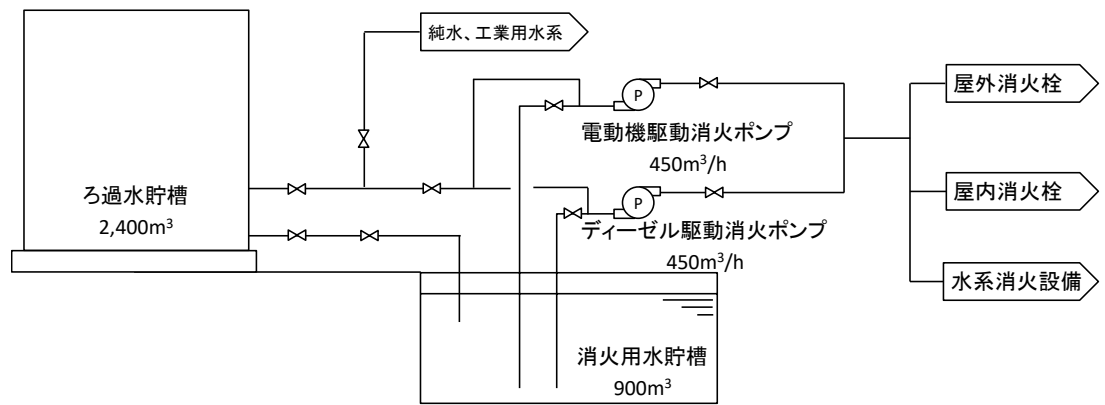 純水、工業用水系
P
電動機駆動消火ポンプ
450m³/h
屋外消火栓
ろ過水貯槽
2,400m³
P
ディーゼル駆動消火ポンプ
450m³/h
屋内消火栓
水系消火設備
消火用水貯槽
900m³